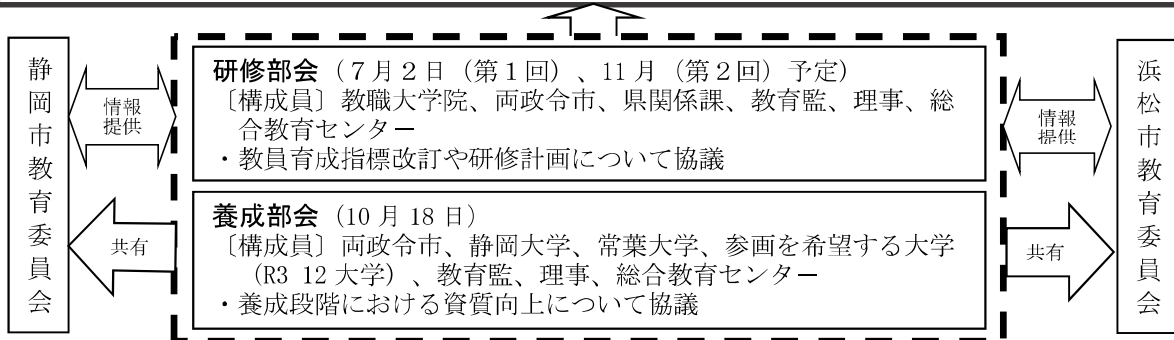 静岡市教育委員会
情報
提供
共有
研修部会（７月２日（第１回）、11月（第２回）予定）
〔構成員〕教職大学院、両政令市、県関係課、教育監、理事、総
合教育センター
・教員育成指標改訂や研修計画について協議
養成部会（10月18日）
〔構成員〕両政令市、静岡大学、常葉大学、参画を希望する大学
（R3 12大学）、教育監、理事、総合教育センター
・養成段階における資質向上について協議
情報
提供
共有
浜松市教育委員会